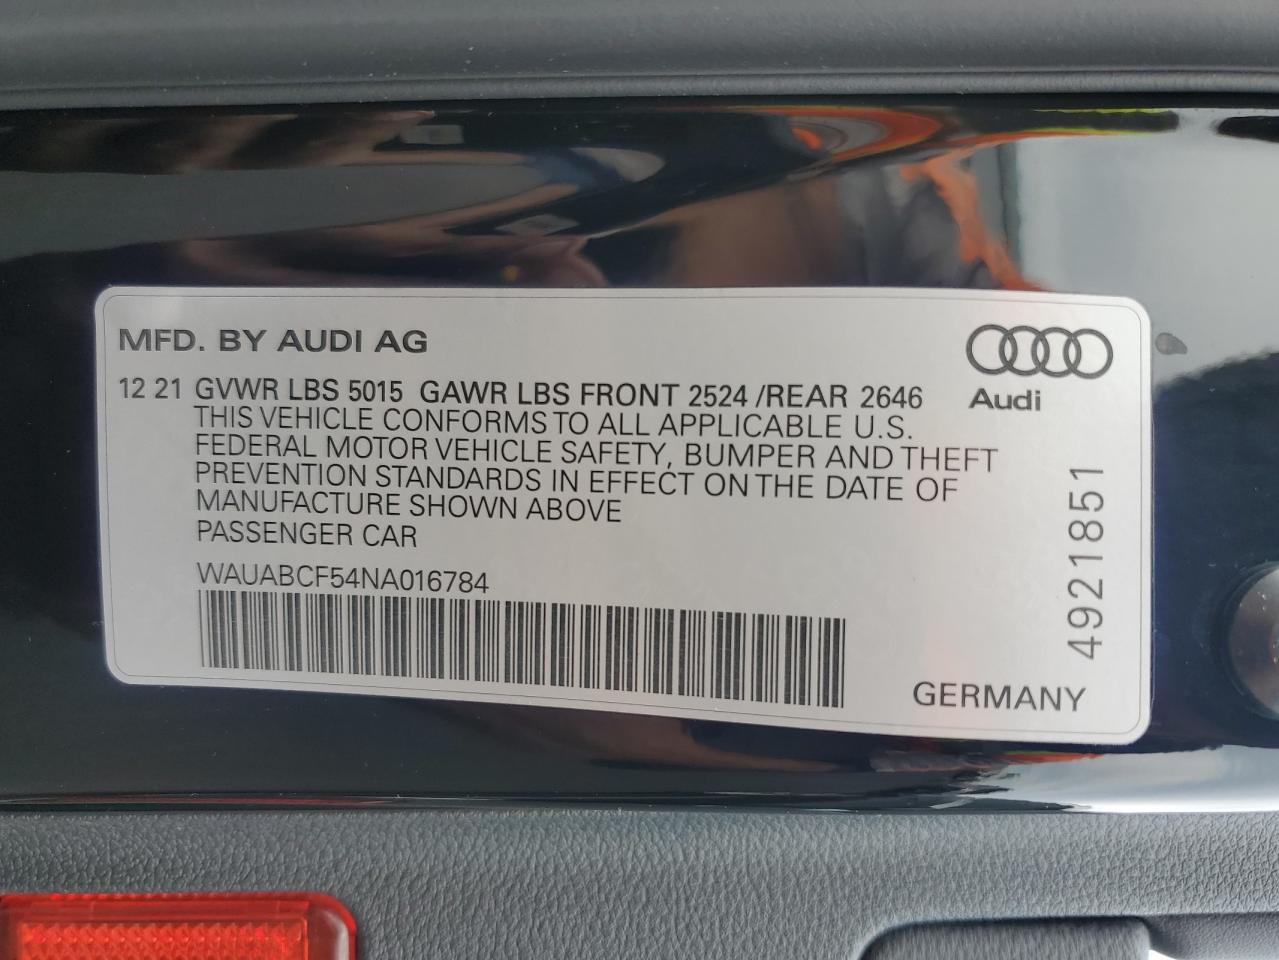 MFD. BY AUDI AG
Audi
12 21 GVWR LBS 5015 GAWR LBS FRONT 2524 /REAR 2646
THIS VEHICLE CONFORMS TO ALL APPLICABLE U.S.
FEDERAL MOTOR VEHICLE SAFETY, BUMPER AND THEFT
PREVENTION STANDARDS IN EFFECT ON THE DATE OF
MANUFACTURE SHOWN ABOVE
PASSENGER CAR
WAUABCF54NA016784
4921851
GERMANY